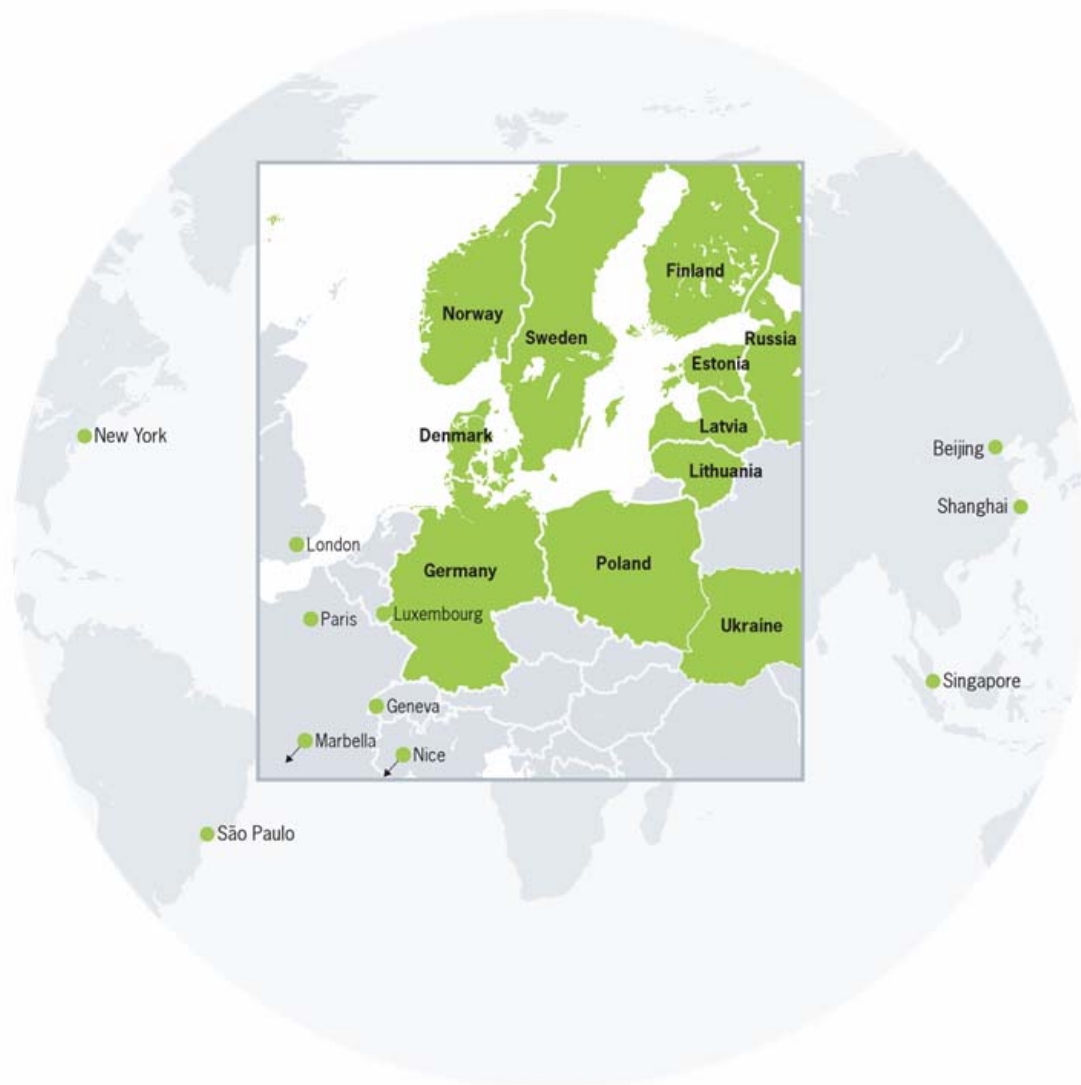 Finland
Norway
Sweden
Russia
Estonia
Latvia
Denmark
New York
Beijing
Lithuania
Shanghai
London
Poland
Germany
Luxembourg
Paris
Ukraine
Singapore
Geneva
Marbella
Nice
São Paulo